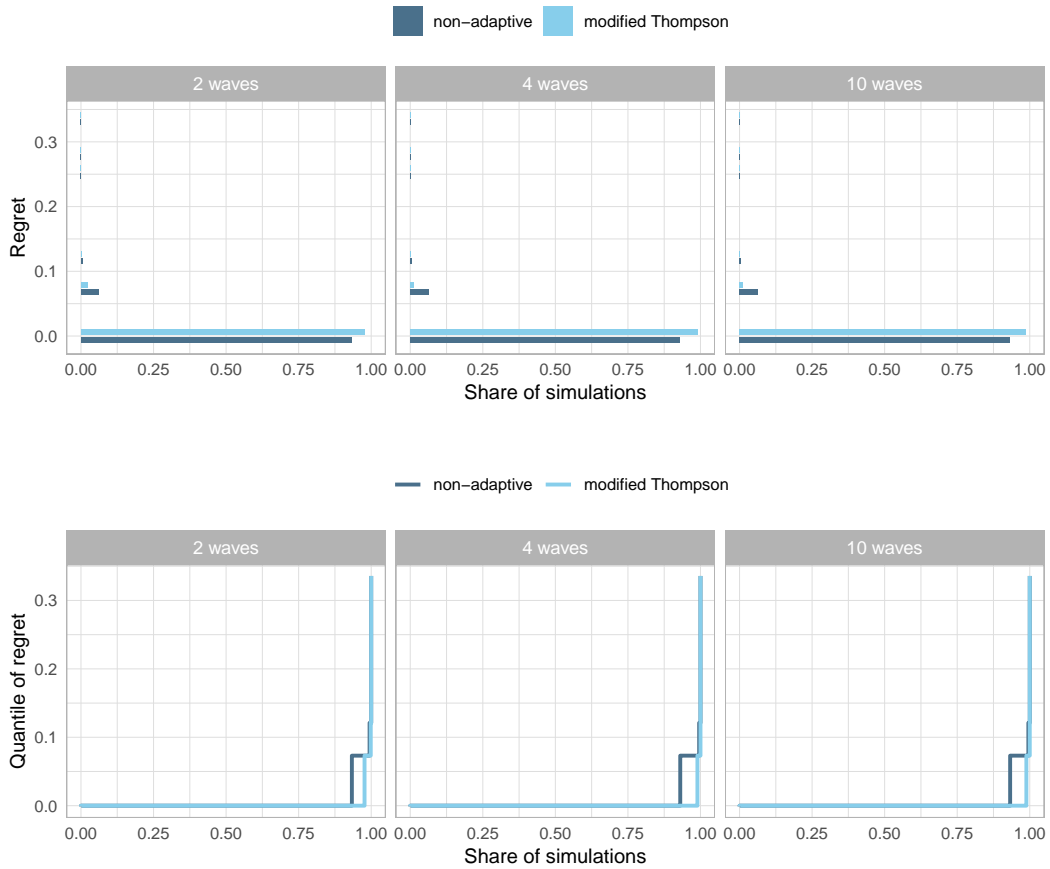 non−adaptive modified Thompson
2 waves 4 waves 10 waves
0.3
0.2
0.1
0.0
Regret
0.00 0.25 0.50 0.75 1.00 0.00 0.25 0.50 0.75 1.00 0.00 0.25 0.50 0.75 1.00
Share of simulations
non−adaptive modified Thompson
2 waves 4 waves 10 waves
0.3
0.2
0.1
0.0
Quantile of regret
0.00 0.25 0.50 0.75 1.00 0.00 0.25 0.50 0.75 1.00 0.00 0.25 0.50 0.75 1.00
Share of simulations